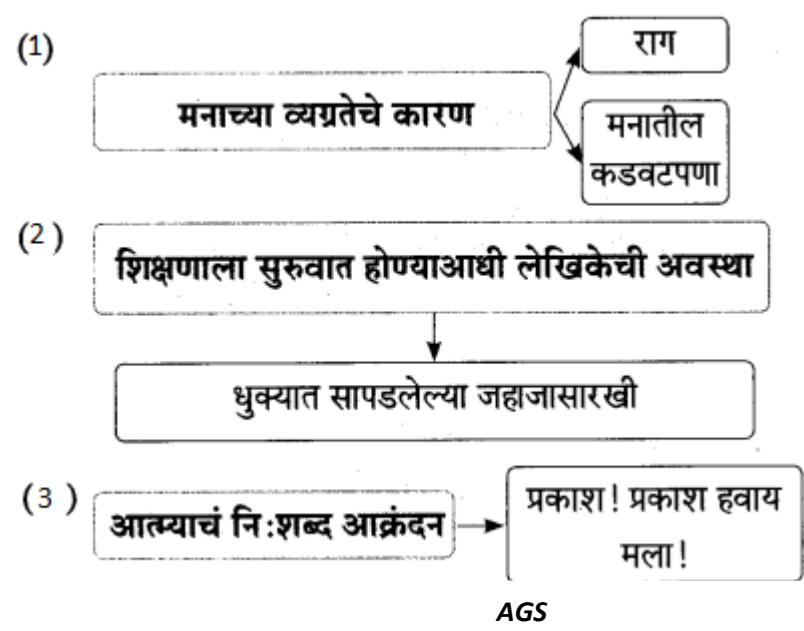 (1)
राग
मनाच्या व्यग्रतेचे कारण
मनातील
कडवटपणा
(2)
शिक्षणाला सुरुवात होण्याआधी लेखिकेची अवस्था
धुक्यात सापडलेल्या जहाजासारखी
(3)
आत्म्याचं नि:शब्द आक्रंदन
प्रकाश! प्रकाश हवाय
मला!
AGS